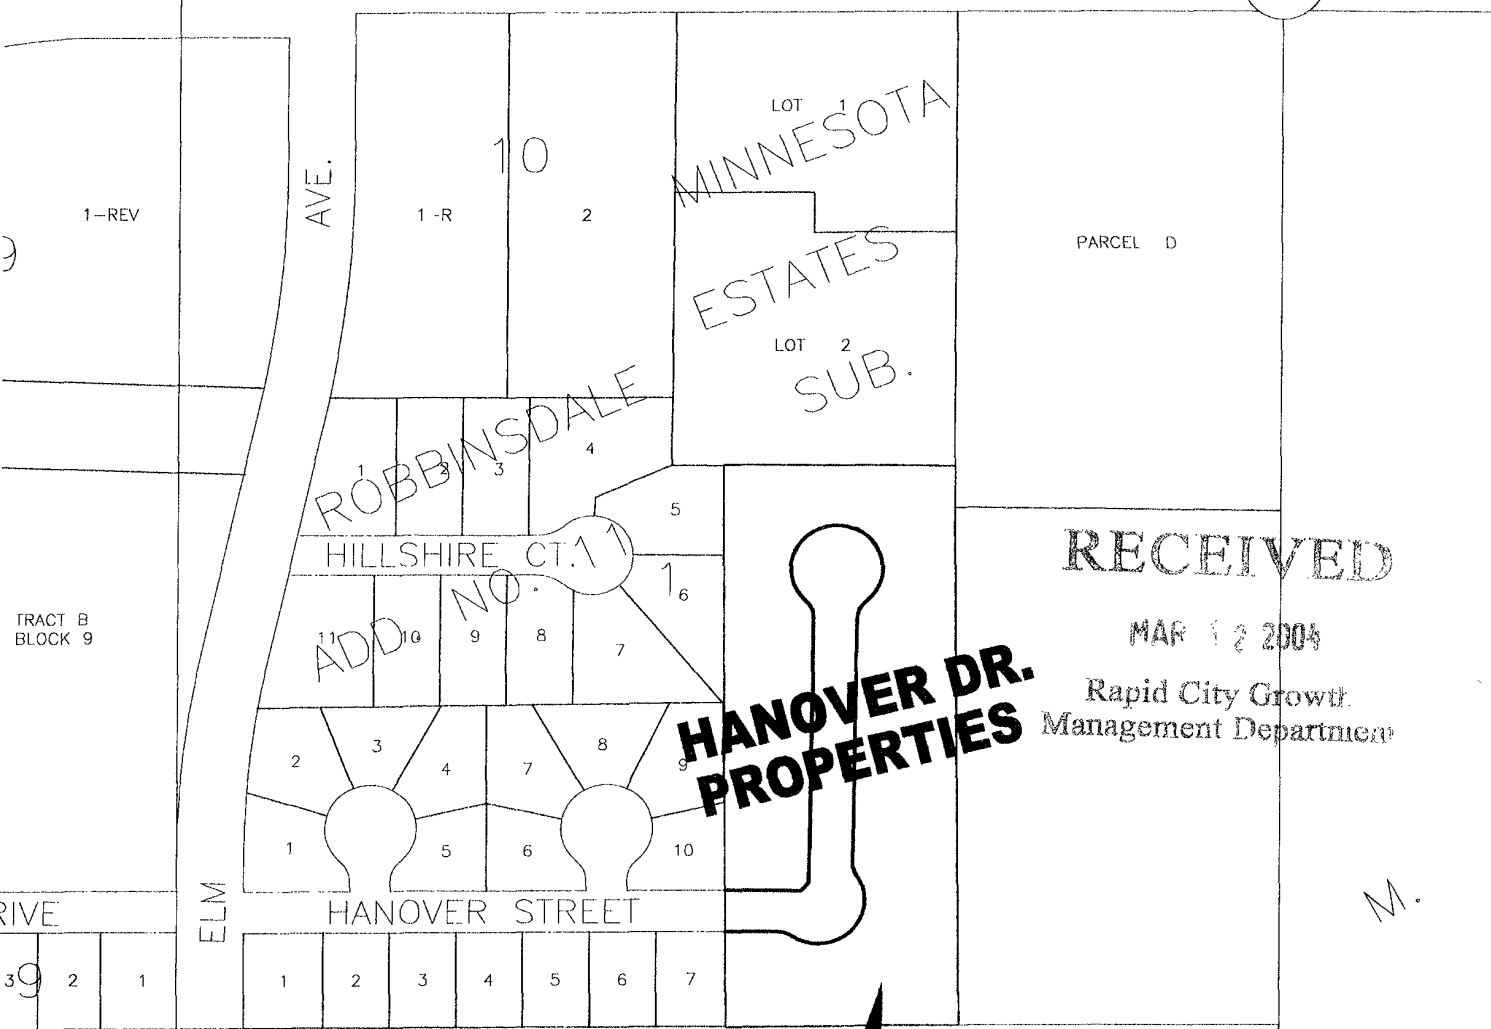 LOT 1
MINNESOTA
10
AVE.
1-REV
1-R
2
9
ESTATES
PARCEL D
LOT 2
SUB.
ROBBINSDALE
1
2
3
4
5
HILLSHIRE CT.
11
ADD NO.
1
6
RECEIVED
TRACT B
BLOCK 9
11
10
9
8
7
MAR 12 2004
Rapid City Growth
Management Department
HANOVER DR.
PROPERTIES
2
3
4
7
8
9
1
5
6
10
RIVE
ELM
HANOVER STREET
M.
3
9
2
1
1
2
3
4
5
6
7